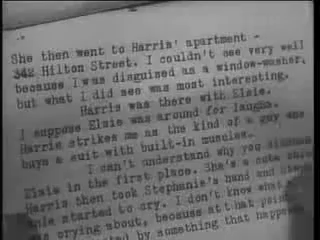 She then went to Harris' apartment -
342 Hilton Street. I couldn't see very well
because I was disguised as a window-washer,
but what I did see was most interesting.
Harris was there with Elsie.
I suppose Elsie was around for laughs.
Harris strikes me as the kind of a guy who
buys a suit with built-in muscles.
I can't understand why you
Elsie in the first place. She's a cute
Harris then took Stephanie's hand and
started to cry. I don't know what
was crying about, because at that point
by something that happened